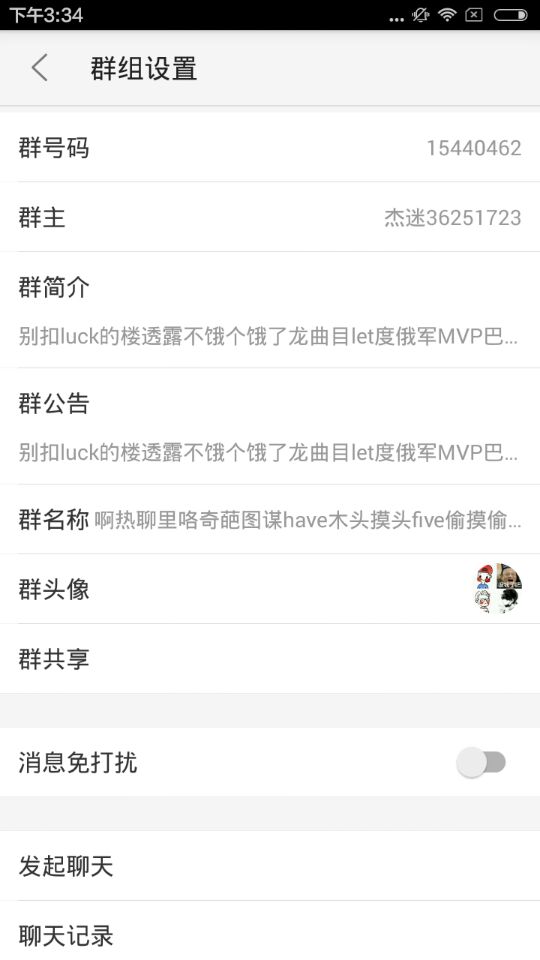 下午3:34
群组设置
群号码 15440462
群主 杰迷36251723
群简介
别扣luck的楼透露不饿个饿了龙曲目let度俄军MVP巴...
群公告
别扣luck的楼透露不饿个饿了龙曲目let度俄军MVP巴...
群名称 啊热聊里咯奇葩图谋have木头摸头five偷摸偷...
群头像
群共享
消息免打扰
发起聊天
聊天记录